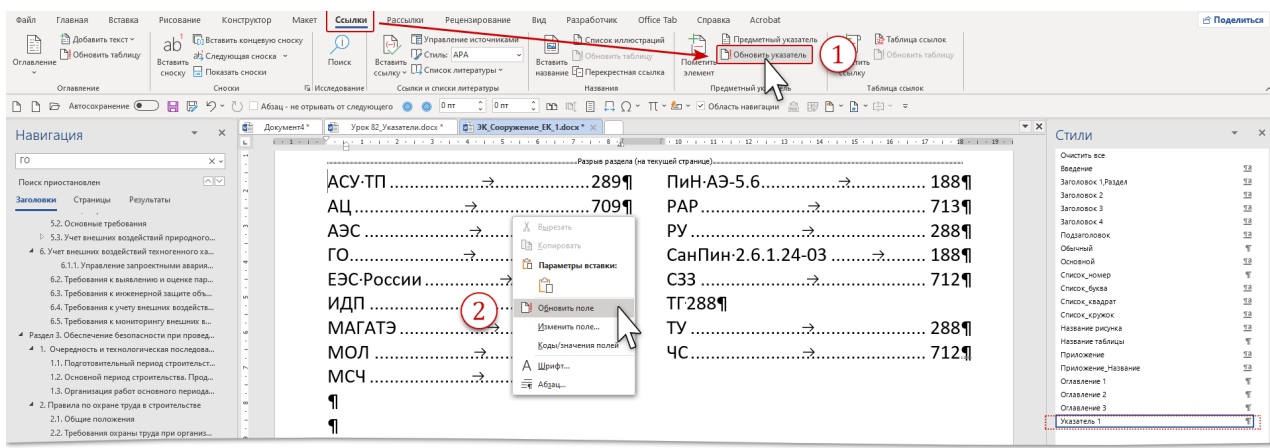 Файл Главная Вставка Рисование Конструктор Макет Ссылки Рассылки Рецензирование Вид Разработчик Office Tab Справка Acrobat Поделиться
Оглавление
Добавить текст
Обновить таблицу
Оглавление
ab
Вставить сноску
Вставить концевую сноску
Следующая сноска
Показать сноски
Сноски
Поиск
Исследование
Вставить ссылку
Управление источниками
Стиль: APA
Список литературы
Ссылки и списки литературы
Вставить название
Список иллюстраций
Обновить таблицу
Перекрестная ссылка
Названия
Пометить элемент
Предметный указатель
Обновить указатель
Предметный указатель
1
ссылку
Таблица ссылок
Обновить таблицу
Таблица ссылок
Автосохранение Абзац - не отрывать от следующего 0 пт 0 пт Область навигации
Навигация
ГО
Поиск приостановлен
Заголовки Страницы Результаты
5.2. Основные требования
5.3. Учет внешних воздействий природного...
6. Учет внешних воздействий техногенного ха...
6.1.1. Управление запроектными авария...
6.2. Требования к выявлению и оценке пар...
6.3. Требования к инженерной защите объ...
6.4. Требования к учету внешних воздейств...
6.5. Требования к мониторингу внешних в...
Раздел 3. Обеспечение безопасности при провед...
1. Очередность и технологическая последова...
1.1. Подготовительный период строительст...
1.2. Основной период строительства. Прод...
1.3. Организация работ основного периода...
2. Правила по охране труда в строительстве
2.1. Общие положения
2.2. Требования охраны труда при организ...
Документ4 * Урок 82_Указатели.docx * ЭК_Сооружение_ЕК_1.docx *
Разрыв раздела (на текущей странице)
АСУ·ТП → 289¶
АЦ → 709¶
АЭС →
ГО →
ЕЭС·России →
ИДП
МАГАТЭ →
МОЛ →
МСЧ →
¶
¶
ПиН·АЭ-5.6 → 188¶
РАР → 713¶
РУ → 288¶
СанПин·2.6.1.24-03 → 188¶
СЗЗ → 712¶
ТГ·288¶
ТУ → 288¶
ЧС → 712¶
Вырезать
Копировать
Параметры вставки:
2
Обновить поле
Изменить поле...
Коды/значения полей
Шрифт...
Абзац...
Стили
Очистить все
Введение
Заголовок 1,Раздел
Заголовок 2
Заголовок 3
Заголовок 4
Подзаголовок
Обычный
Основной
Список_номер
Список_буква
Список_квадрат
Список_кружок
Название рисунка
Название таблицы
Приложение
Приложение_Название
Оглавление 1
Оглавление 2
Оглавление 3
Указатель 1